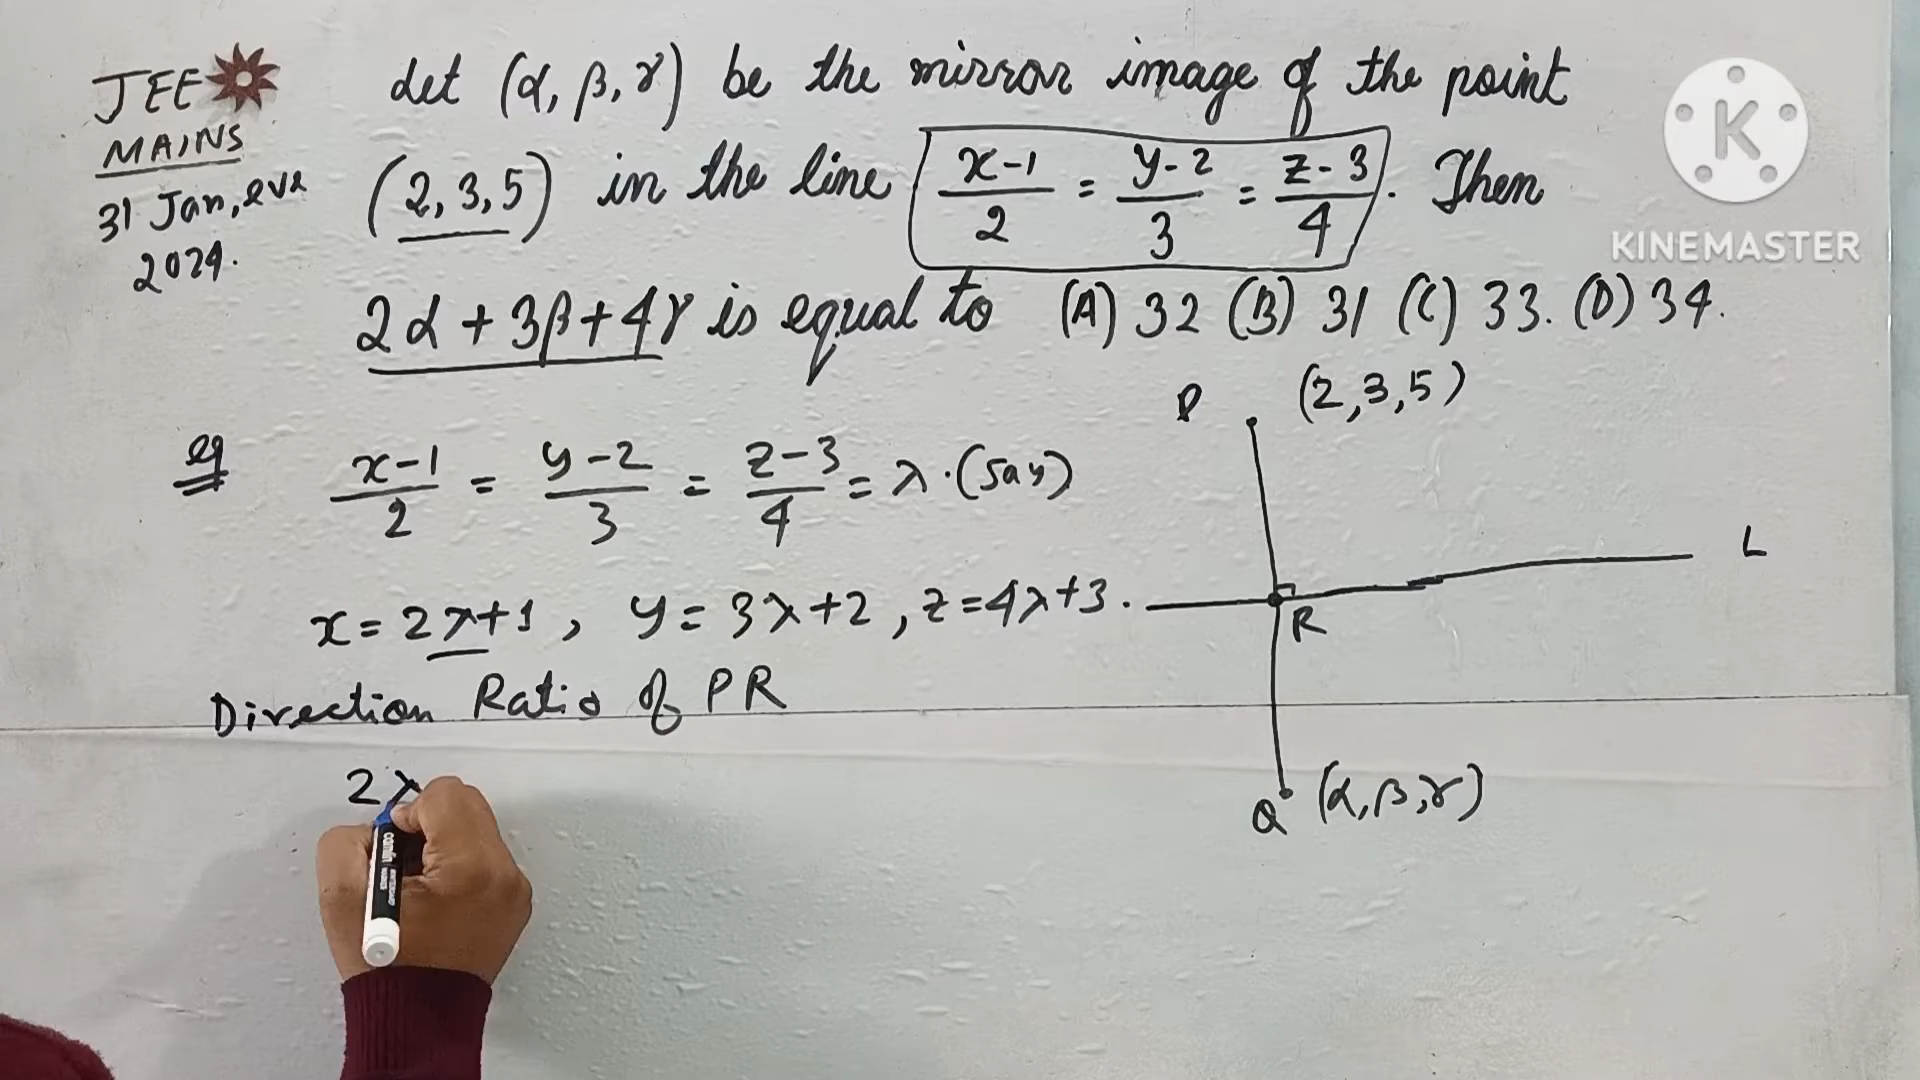 JEE MAINS 31 Jan, eve 2024.
Let (α, β, γ) be the mirror image of the point
(2, 3, 5) in the line x-1/2 = y-2/3 = z-3/4. Then
2α + 3β + 4γ is equal to (A) 32 (B) 31 (C) 33. (D) 34.
K
KINEMASTER
P (2,3,5)
x-1/2 = y-2/3 = z-3/4 = λ.(say)
L
x = 2λ+1, y = 3λ+2, z = 4λ+3.
R
Direction Ratio of PR
2λ
Q (α, β, γ)
camlin